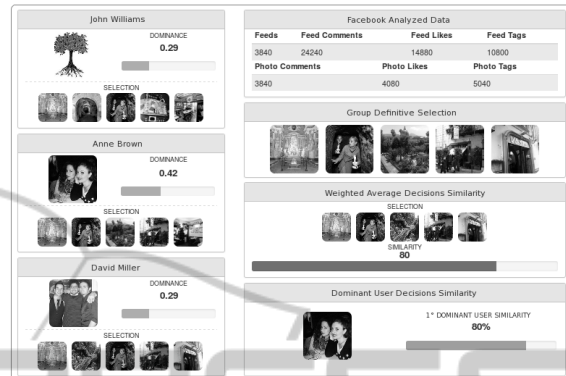 John Williams
DOMINANCE
0.29
SELECTION
Anne Brown
DOMINANCE
0.42
SELECTION
David Miller
DOMINANCE
0.29
SELECTION
Facebook Analyzed Data
Feeds Feed Comments Feed Likes Feed Tags
3840 24240 14880 10800
Photo Comments Photo Likes Photo Tags
3840 4080 5040
Group Definitive Selection
Weighted Average Decisions Similarity
SELECTION
SIMILARITY
80
Dominant User Decisions Similarity
1° DOMINANT USER SIMILARITY
80%